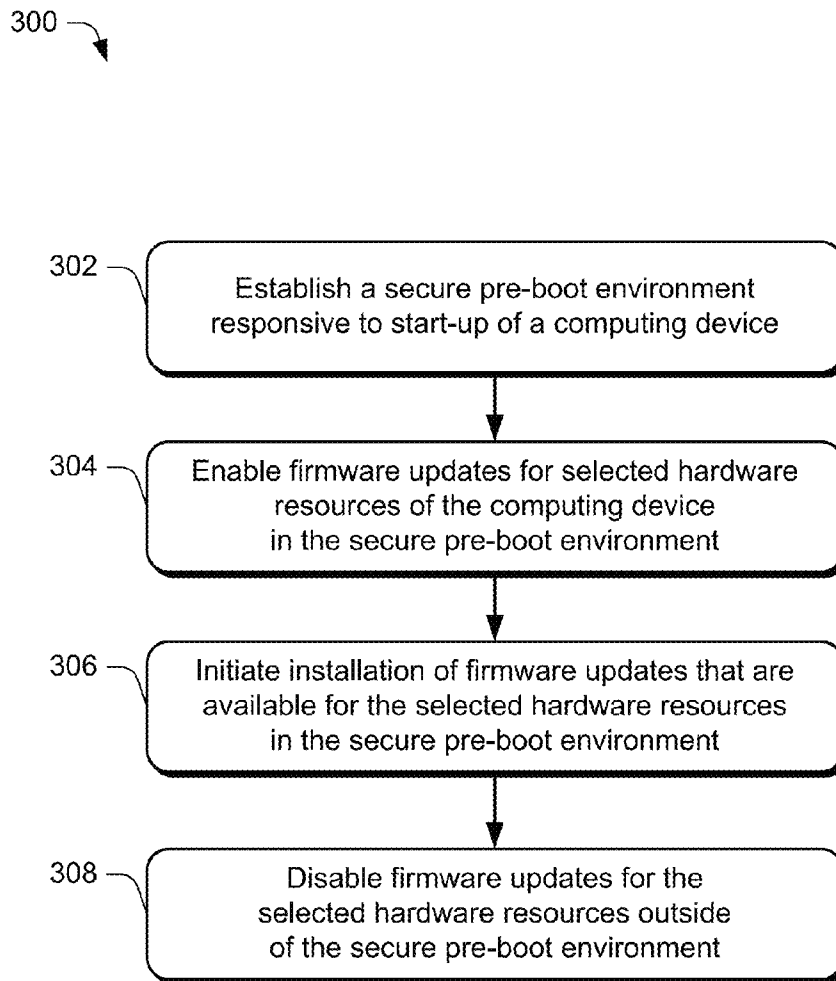 300
302
Establish a secure pre-boot environment
responsive to start-up of a computing device
304
Enable firmware updates for selected hardware
resources of the computing device
in the secure pre-boot environment
306
Initiate installation of firmware updates that are
available for the selected hardware resources
in the secure pre-boot environment
308
Disable firmware updates for the
selected hardware resources outside
of the secure pre-boot environment